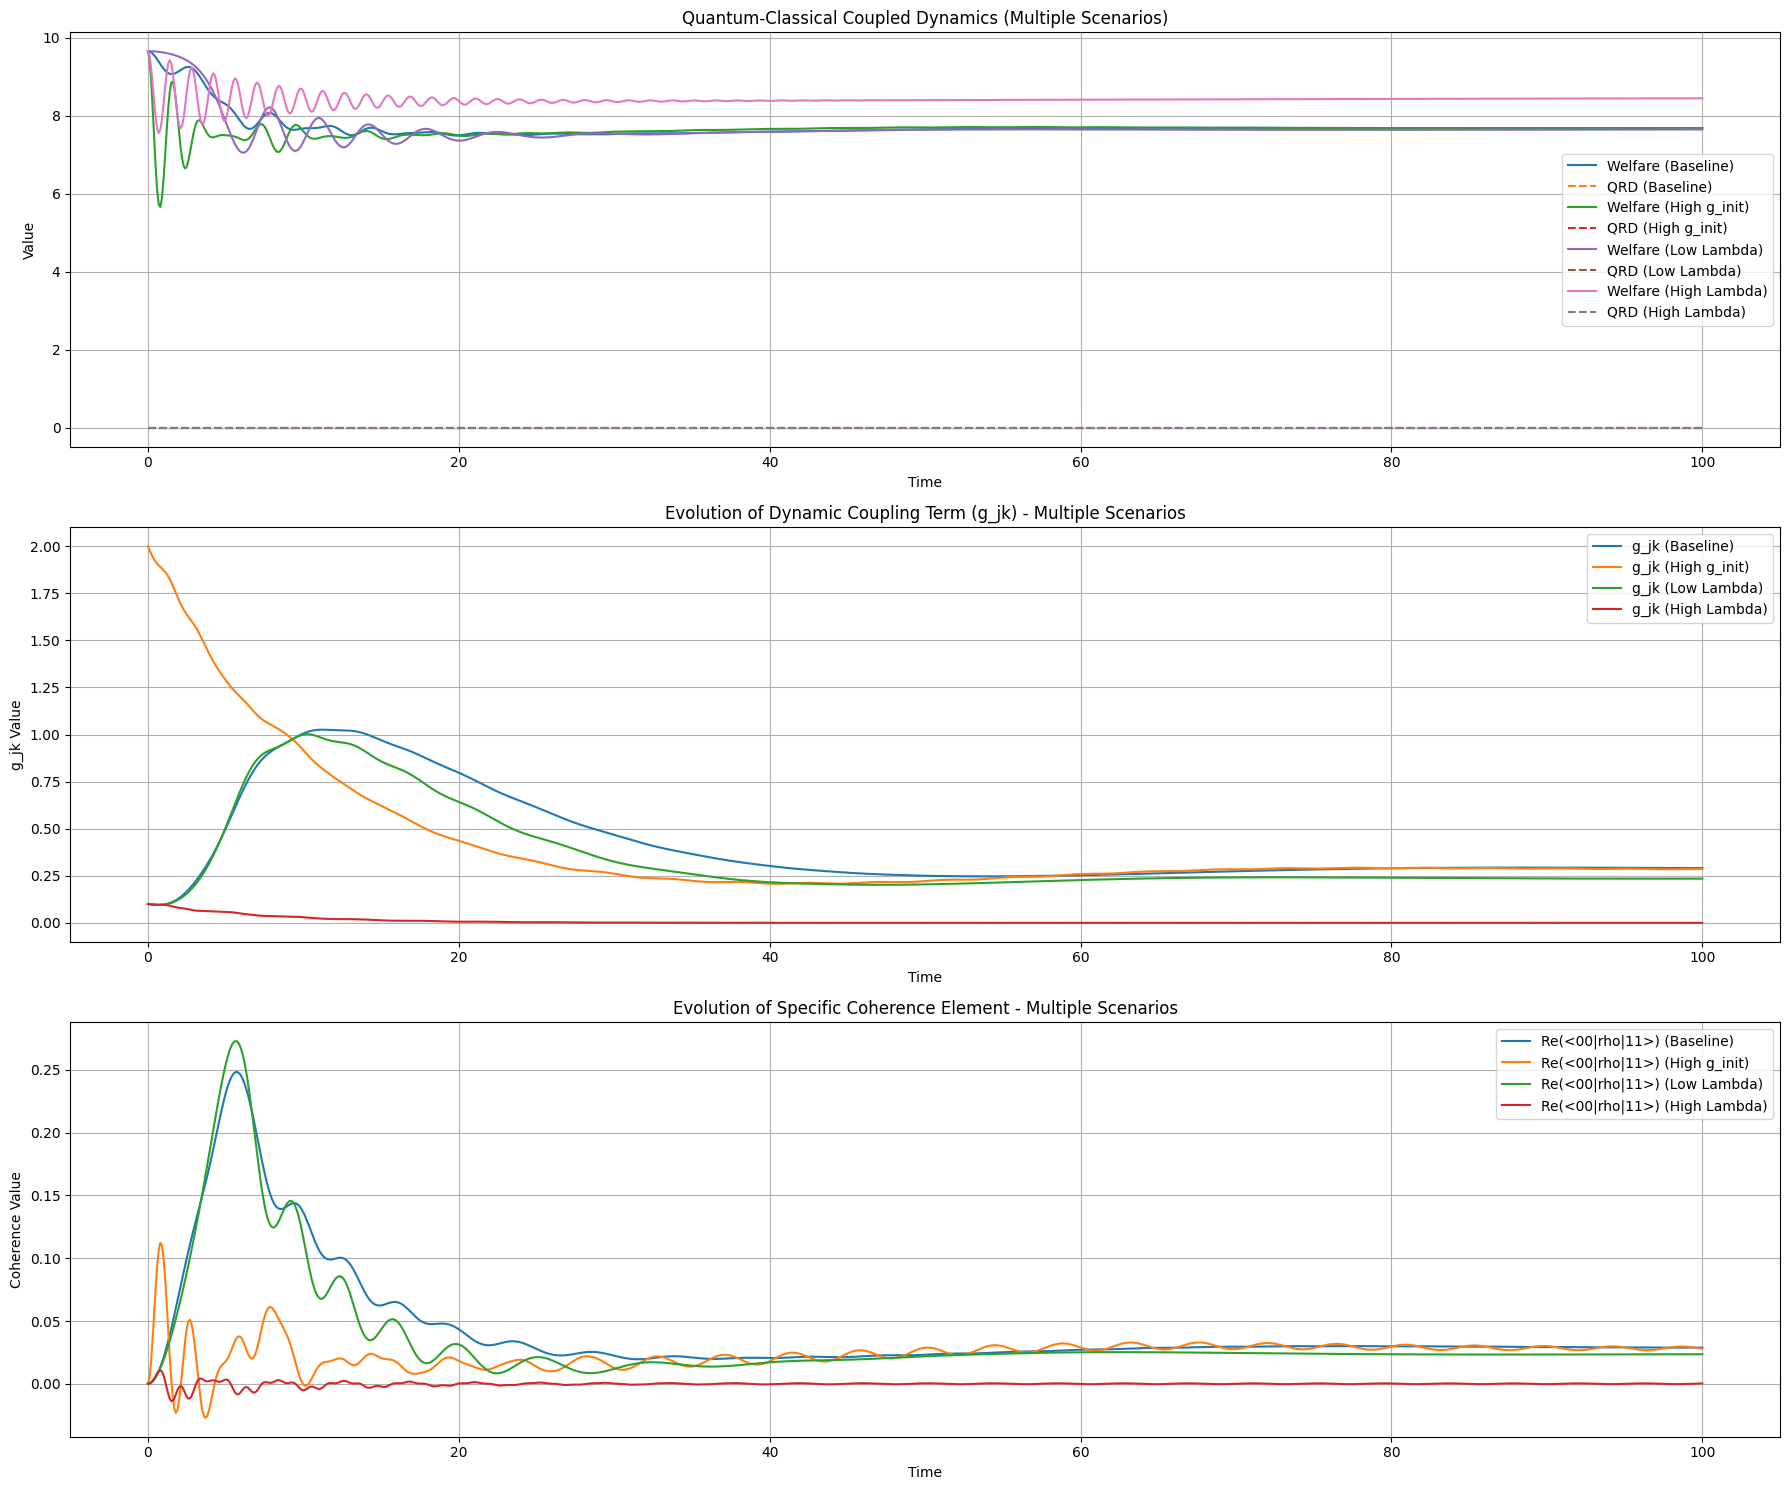 Quantum-Classical Coupled Dynamics (Multiple Scenarios)
10
8
6
4
2
0
Value
Welfare (Baseline)
QRD (Baseline)
Welfare (High g_init)
QRD (High g_init)
Welfare (Low Lambda)
QRD (Low Lambda)
Welfare (High Lambda)
QRD (High Lambda)
0 20 40 60 80 100
Time
Evolution of Dynamic Coupling Term (g_jk) - Multiple Scenarios
2.00
1.75
1.50
1.25
1.00
0.75
0.50
0.25
0.00
g_jk Value
g_jk (Baseline)
g_jk (High g_init)
g_jk (Low Lambda)
g_jk (High Lambda)
0 20 40 60 80 100
Time
Evolution of Specific Coherence Element - Multiple Scenarios
0.25
0.20
0.15
0.10
0.05
0.00
Coherence Value
Re(<00|rho|11>) (Baseline)
Re(<00|rho|11>) (High g_init)
Re(<00|rho|11>) (Low Lambda)
Re(<00|rho|11>) (High Lambda)
0 20 40 60 80 100
Time